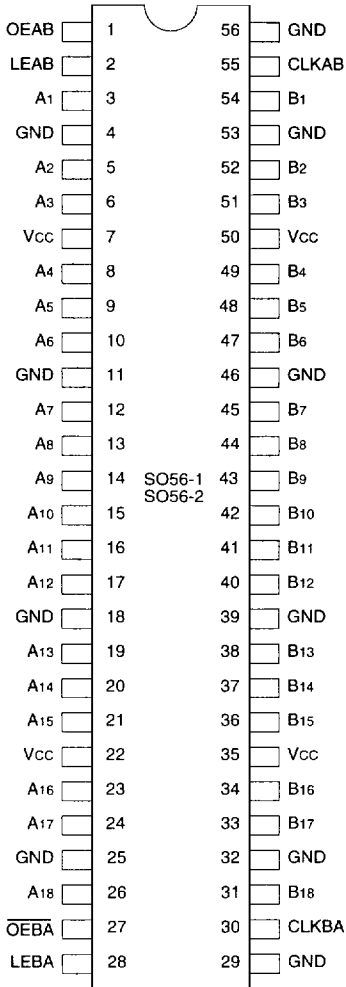 OEAB 1 56 GND
LEAB 2 55 CLKAB
A1 3 54 B1
GND 4 53 GND
A2 5 52 B2
A3 6 51 B3
VCC 7 50 VCC
A4 8 49 B4
A5 9 48 B5
A6 10 47 B6
GND 11 46 GND
A7 12 45 B7
A8 13 44 B8
A9 14 SO56-1 43 B9
SO56-2
A10 15 42 B10
A11 16 41 B11
A12 17 40 B12
GND 18 39 GND
A13 19 38 B13
A14 20 37 B14
A15 21 36 B15
VCC 22 35 VCC
A16 23 34 B16
A17 24 33 B17
GND 25 32 GND
A18 26 31 B18
O̅E̅B̅A̅ 27 30 CLKBA
LEBA 28 29 GND